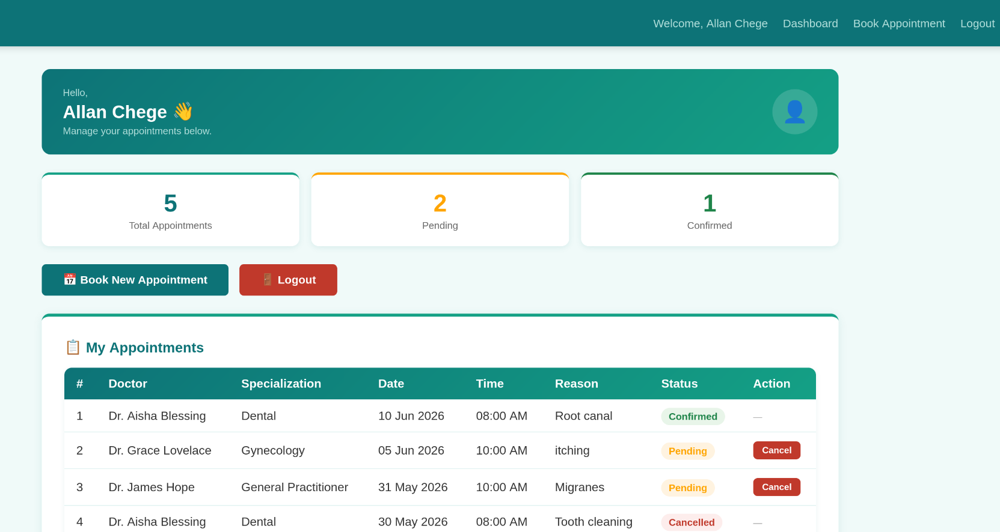 Welcome, Allan Chege Dashboard Book Appointment Logout
Hello,
Allan Chege 👋
Manage your appointments below.
5
Total Appointments
2
Pending
1
Confirmed
📅 Book New Appointment
🚪 Logout
📋 My Appointments
# Doctor Specialization Date Time Reason Status Action
1 Dr. Aisha Blessing Dental 10 Jun 2026 08:00 AM Root canal Confirmed —
2 Dr. Grace Lovelace Gynecology 05 Jun 2026 10:00 AM itching Pending Cancel
3 Dr. James Hope General Practitioner 31 May 2026 10:00 AM Migranes Pending Cancel
4 Dr. Aisha Blessing Dental 30 May 2026 08:00 AM Tooth cleaning Cancelled —